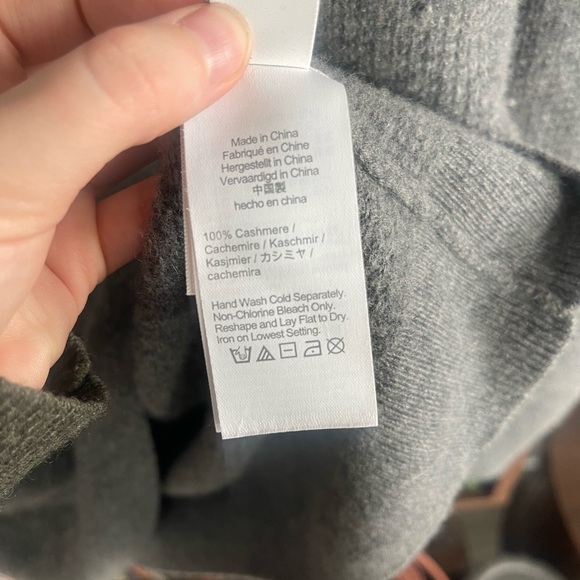 Made in China
Fabriqué en Chine
Hergestellt in China
Vervaardigd in China
中国製
hecho en china
100% Cashmere /
Cachemire / Kaschmir /
Kasjmier / カシミヤ /
cachemira
Hand Wash Cold Separately.
Non-Chlorine Bleach Only.
Reshape and Lay Flat to Dry.
Iron on Lowest Setting.